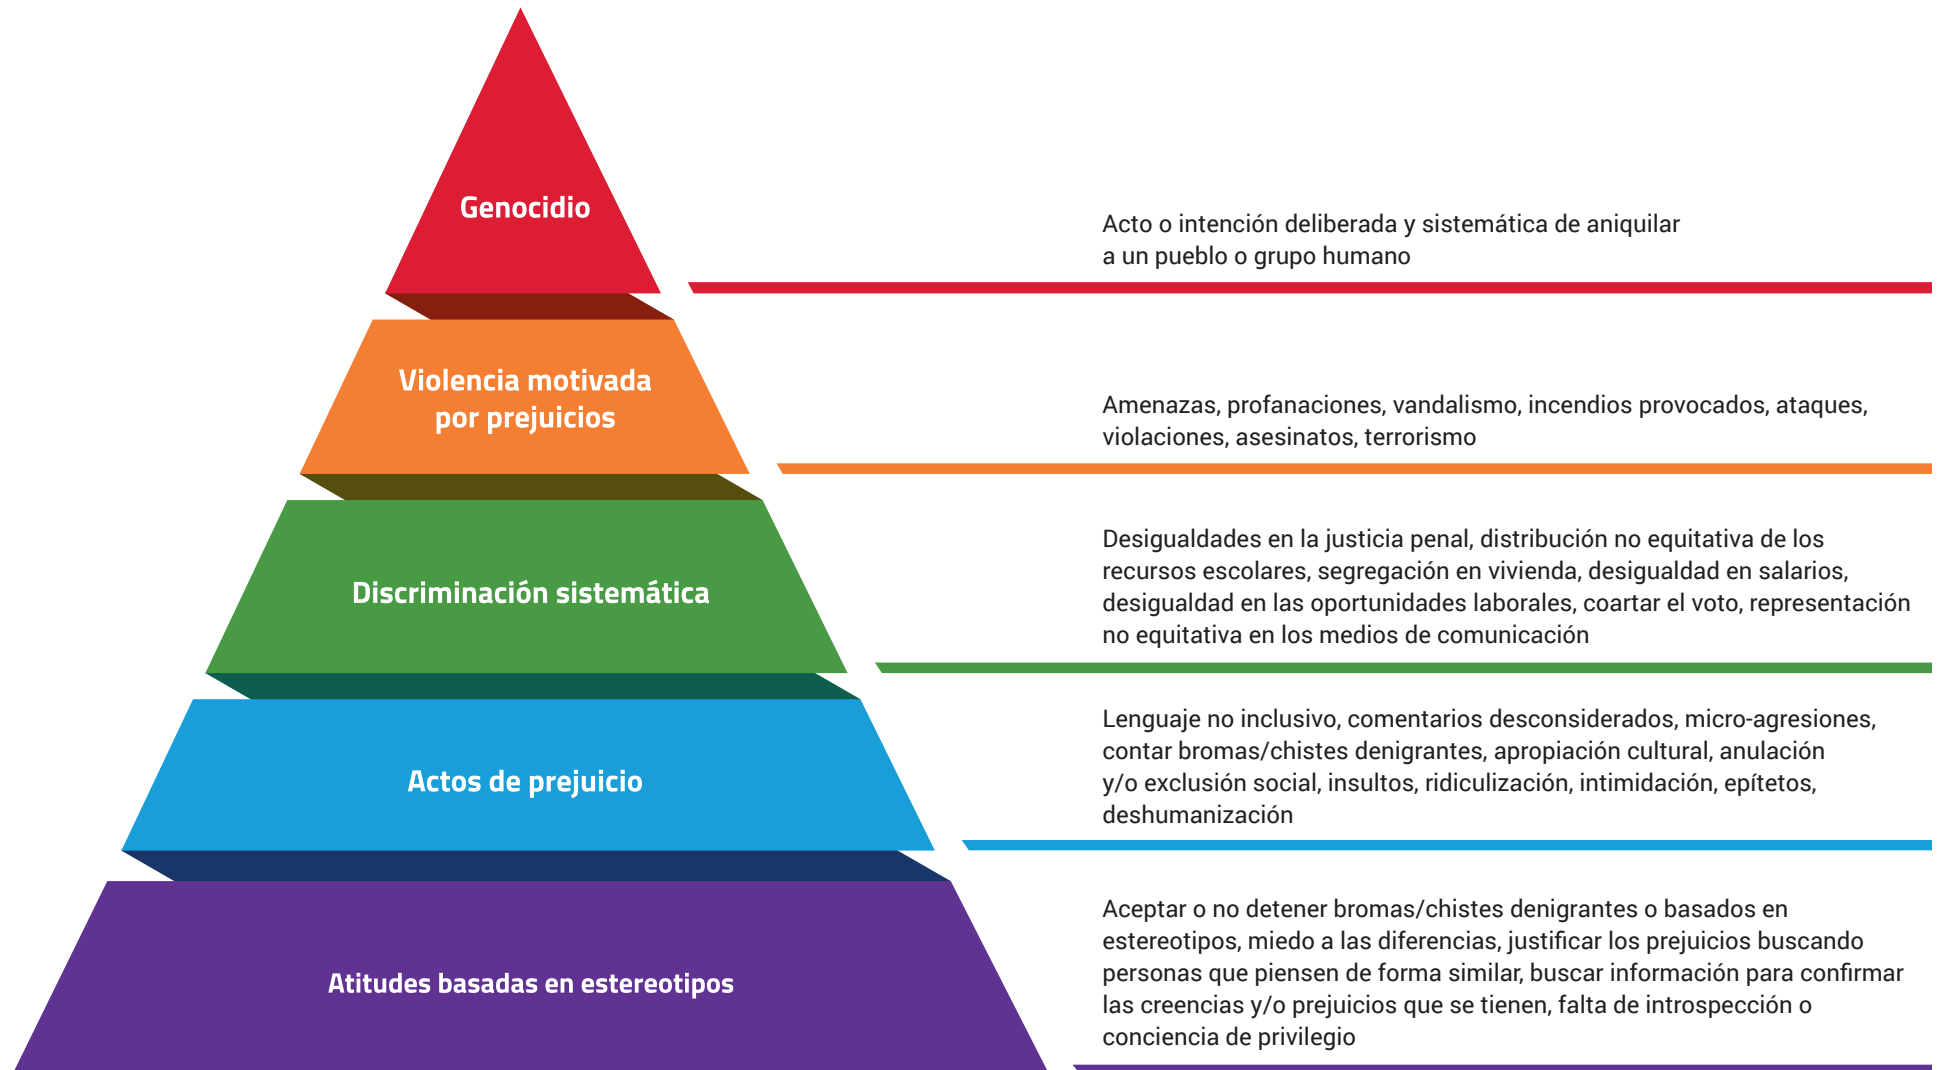 Genocidio
Acto o intención deliberada y sistemática de aniquilar
a un pueblo o grupo humano
Violencia motivada
por prejuicios
Amenazas, profanaciones, vandalismo, incendios provocados, ataques,
violaciones, asesinatos, terrorismo
Discriminación sistemática
Desigualdades en la justicia penal, distribución no equitativa de los
recursos escolares, segregación en vivienda, desigualdad en salarios,
desigualdad en las oportunidades laborales, coartar el voto, representación
no equitativa en los medios de comunicación
Actos de prejuicio
Lenguaje no inclusivo, comentarios desconsiderados, micro-agresiones,
contar bromas/chistes denigrantes, apropiación cultural, anulación
y/o exclusión social, insultos, ridiculización, intimidación, epítetos,
deshumanización
Atitudes basadas en estereotipos
Aceptar o no detener bromas/chistes denigrantes o basados en
estereotipos, miedo a las diferencias, justificar los prejuicios buscando
personas que piensen de forma similar, buscar información para confirmar
las creencias y/o prejuicios que se tienen, falta de introspección o
conciencia de privilegio